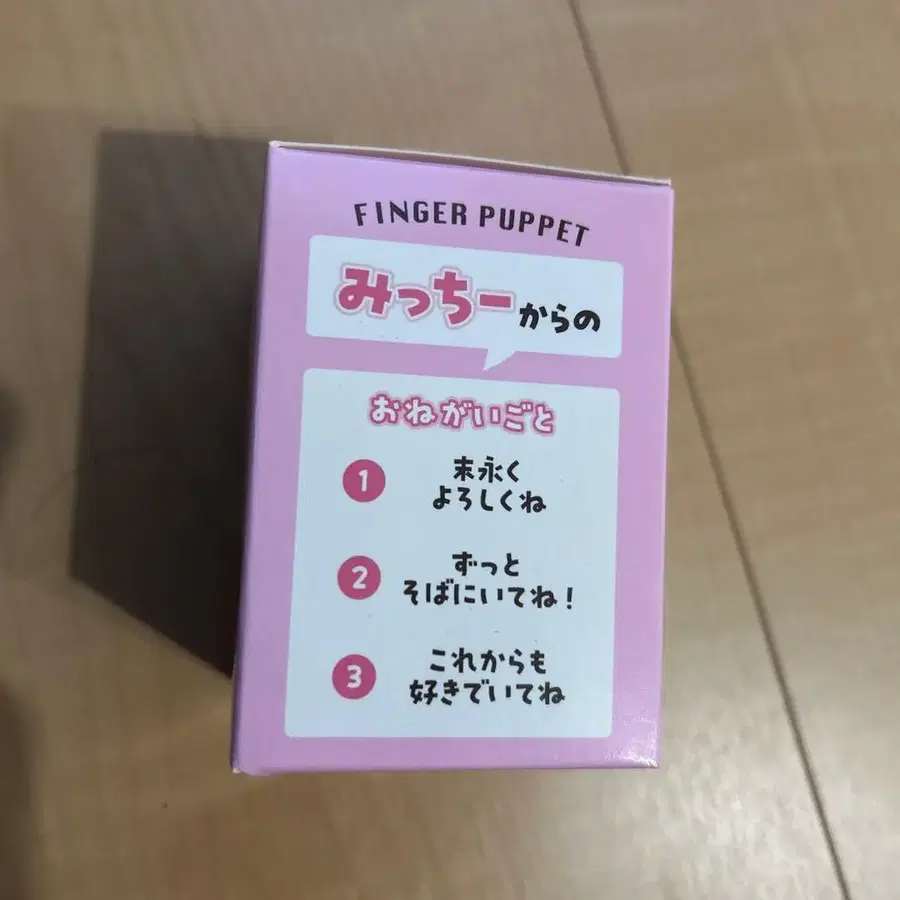 FINGER PUPPET
みっちーからの
おねがいごと
1 末永く
よろしくね
2 ずっと
そばにいてね！
3 これからも
好きでいてね